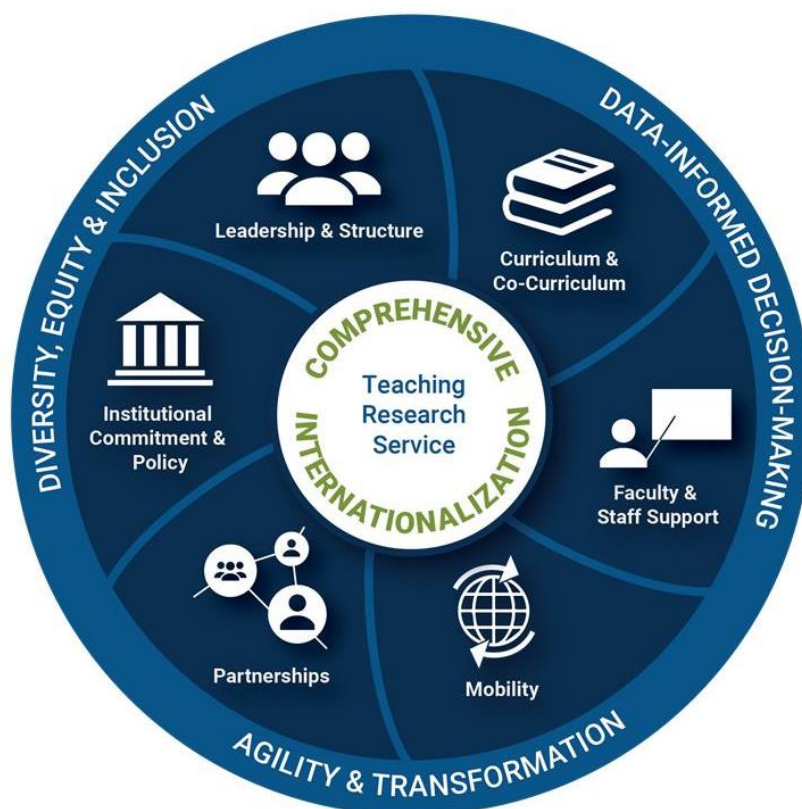 DIVERSITY, EQUITY & INCLUSION
DATA-INFORMED DECISION-MAKING
Leadership & Structure
Curriculum &
Co-Curriculum
COMPREHENSIVE
Teaching
Research
Service
INTERNATIONALIZATION
Institutional
Commitment &
Policy
Faculty &
Staff Support
Partnerships
Mobility
AGILITY & TRANSFORMATION